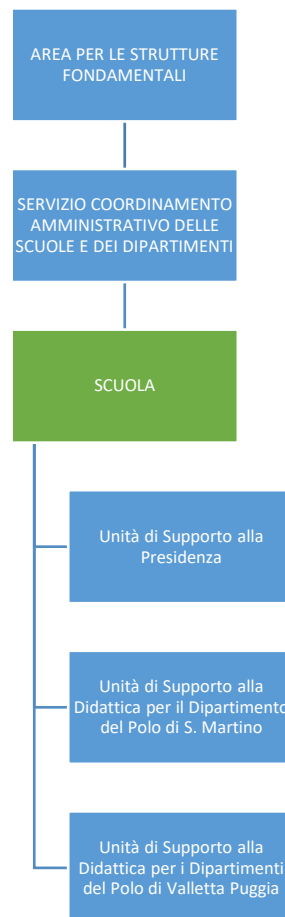 AREA PER LE STRUTTURE
FONDAMENTALI
SERVIZIO COORDINAMENTO
AMMINISTRATIVO DELLE
SCUOLE E DEI DIPARTIMENTI
SCUOLA
Unità di Supporto alla
Presidenza
Unità di Supporto alla
Didattica per il Dipartimento
del Polo di S. Martino
Unità di Supporto alla
Didattica per i Dipartimenti
del Polo di Valletta Puggia